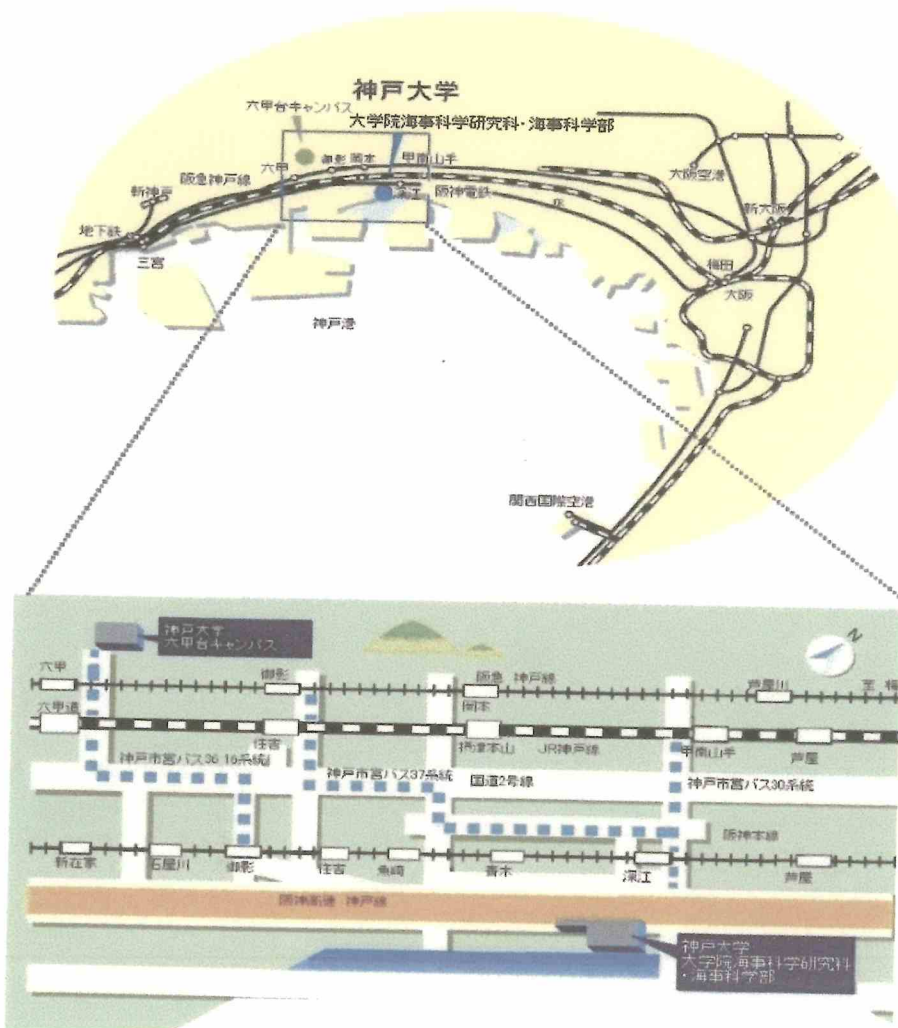 神戸大学
六甲台キャンパス
大学院海事科学研究科・海事科学部
六甲
御影
岡本
甲南山手
阪急神戸線
新神戸
深江
阪神電鉄
大阪空港
新大阪
地下鉄
三宮
梅田
大阪
神戸港
関西国際空港
神戸大学
六甲台キャンパス
N
六甲
御影
阪急 神戸線
岡本
芦屋川
至 梅
六甲道
住吉
摂津本山
JR神戸線
甲南山手
芦屋
神戸市営バス36 16系統
神戸市営バス37系統
国道2号線
神戸市営バス30系統
阪神本線
新在家
石屋川
御影
住吉
魚崎
青木
深江
芦屋
阪神高速 神戸線
神戸大学
大学院海事科学研究科
・海事科学部